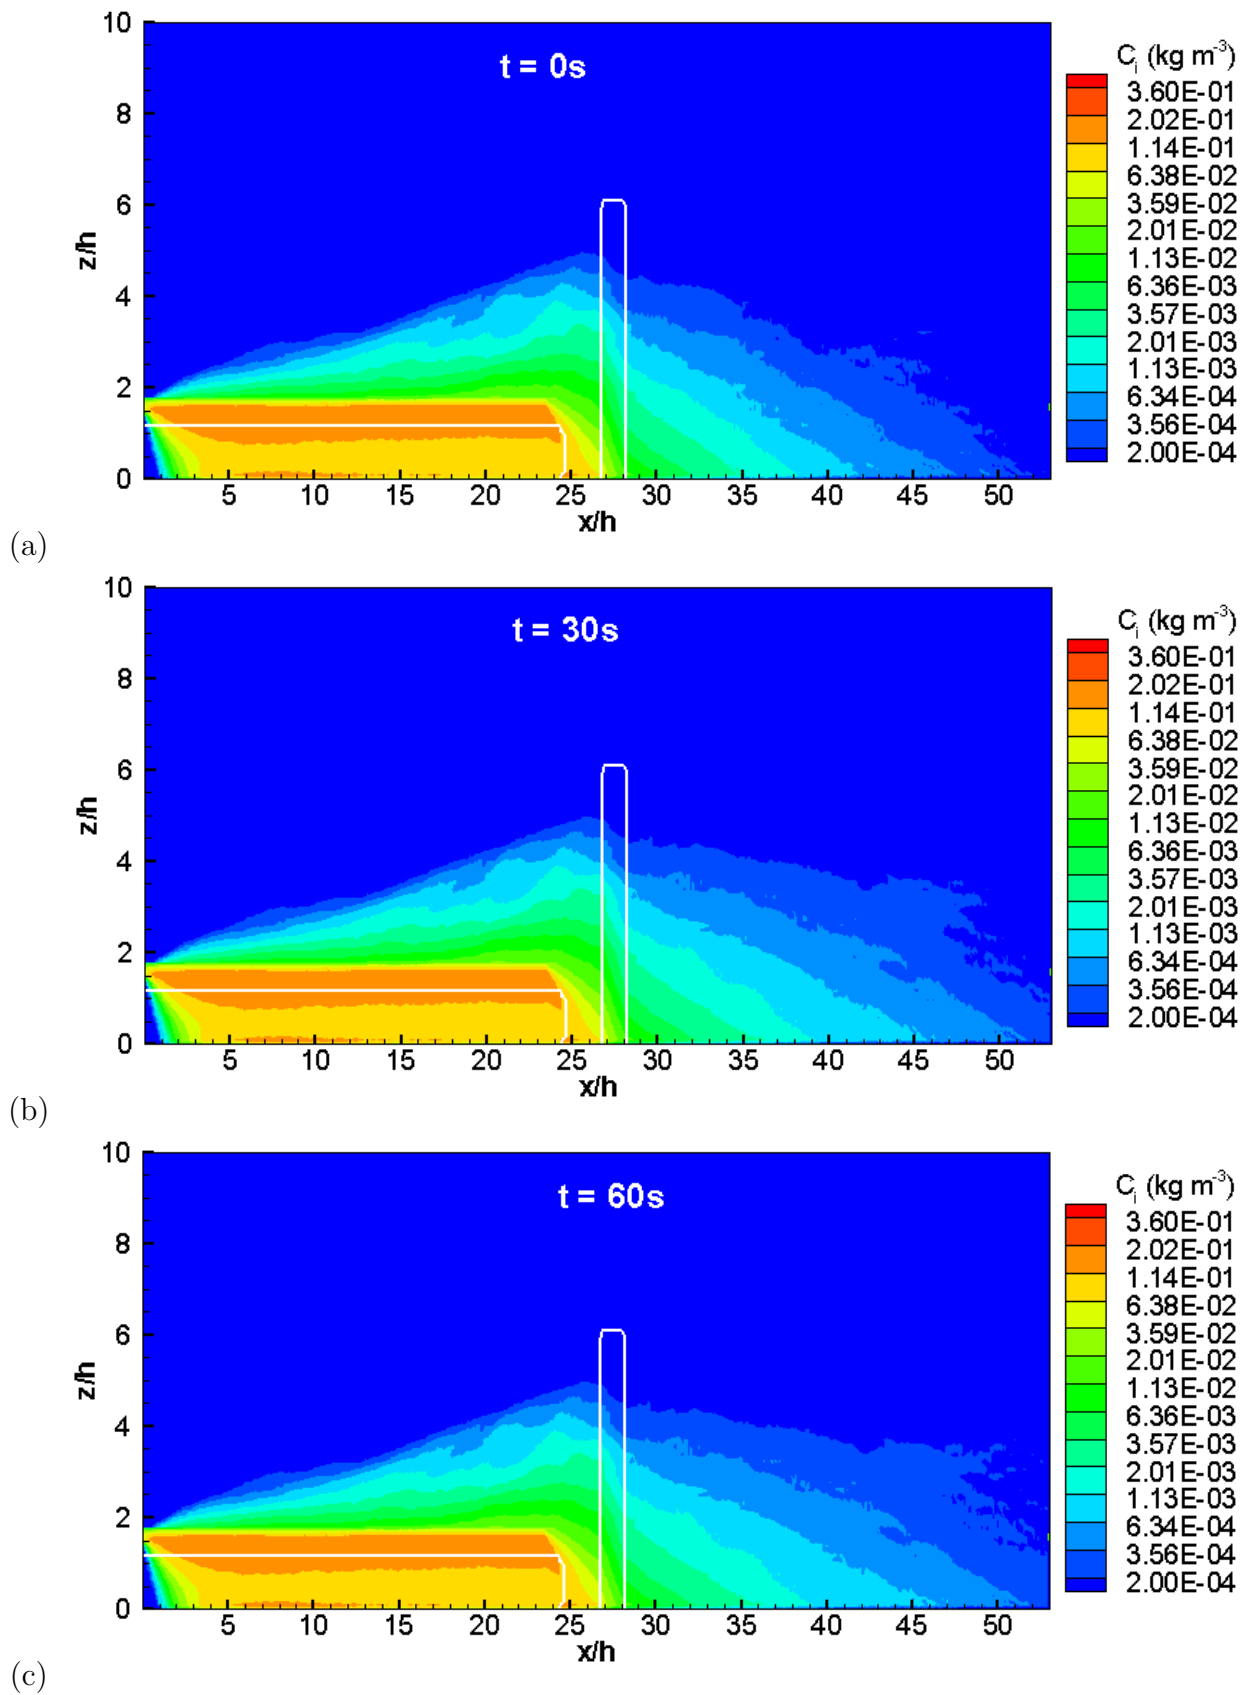 10
t = 0s
8
6
z/h
4
2
0
5 10 15 20 25 30 35 40 45 50
x/h
C_i (kg m^-3)
3.60E-01
2.02E-01
1.14E-01
6.38E-02
3.59E-02
2.01E-02
1.13E-02
6.36E-03
3.57E-03
2.01E-03
1.13E-03
6.34E-04
3.56E-04
2.00E-04
(a)
10
t = 30s
8
6
z/h
4
2
0
5 10 15 20 25 30 35 40 45 50
x/h
C_i (kg m^-3)
3.60E-01
2.02E-01
1.14E-01
6.38E-02
3.59E-02
2.01E-02
1.13E-02
6.36E-03
3.57E-03
2.01E-03
1.13E-03
6.34E-04
3.56E-04
2.00E-04
(b)
10
t = 60s
8
6
z/h
4
2
0
5 10 15 20 25 30 35 40 45 50
x/h
C_i (kg m^-3)
3.60E-01
2.02E-01
1.14E-01
6.38E-02
3.59E-02
2.01E-02
1.13E-02
6.36E-03
3.57E-03
2.01E-03
1.13E-03
6.34E-04
3.56E-04
2.00E-04
(c)